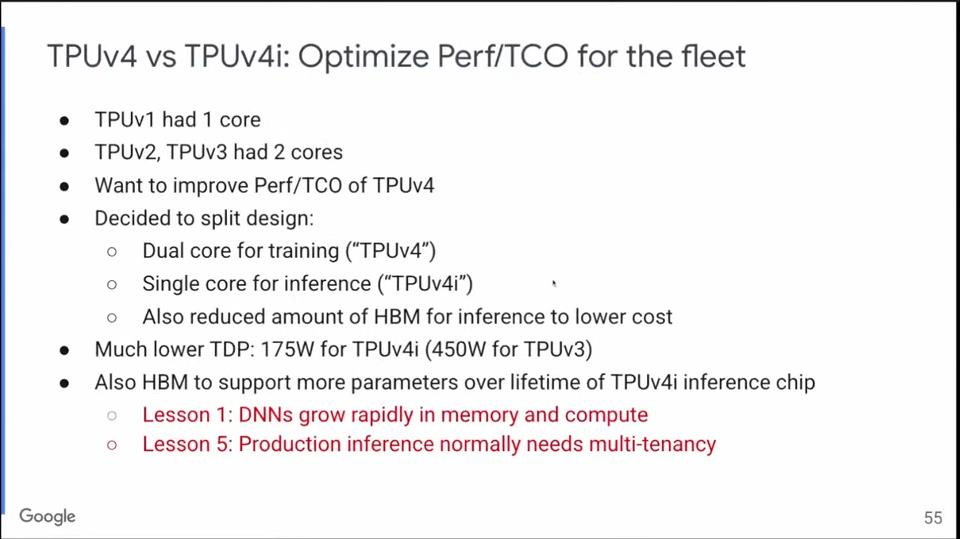 TPUv4 vs TPUv4i: Optimize Perf/TCO for the fleet
● TPUv1 had 1 core
● TPUv2, TPUv3 had 2 cores
● Want to improve Perf/TCO of TPUv4
● Decided to split design:
○ Dual core for training (“TPUv4”)
○ Single core for inference (“TPUv4i”)
○ Also reduced amount of HBM for inference to lower cost
● Much lower TDP: 175W for TPUv4i (450W for TPUv3)
● Also HBM to support more parameters over lifetime of TPUv4i inference chip
○ Lesson 1: DNNs grow rapidly in memory and compute
○ Lesson 5: Production inference normally needs multi-tenancy
Google
55